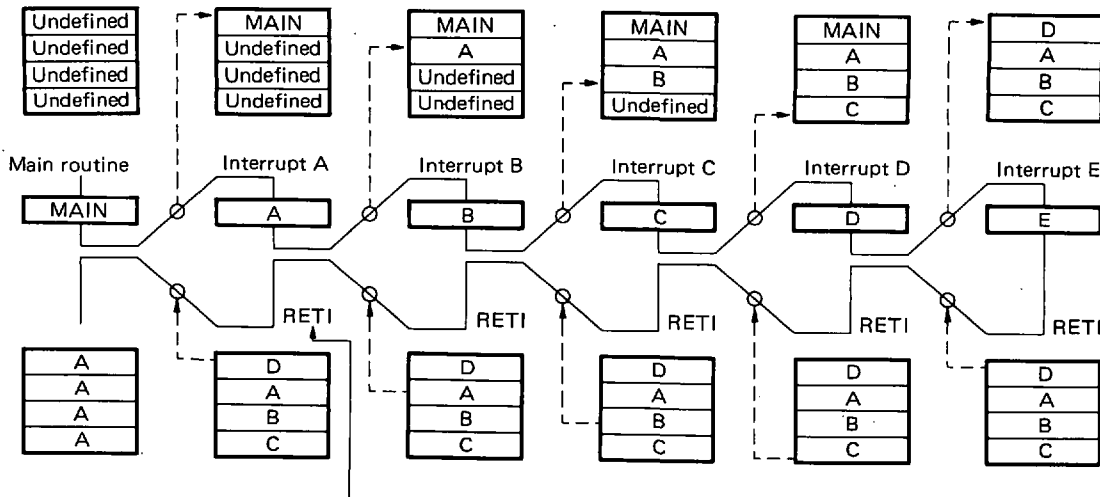 Undefined
Undefined
Undefined
Undefined
MAIN
Undefined
Undefined
Undefined
MAIN
A
Undefined
Undefined
MAIN
A
B
Undefined
MAIN
A
B
C
D
A
B
C
Main routine
Interrupt A
Interrupt B
Interrupt C
Interrupt D
Interrupt E
MAIN
A
B
C
D
E
RETI
RETI
RETI
RETI
RETI
A
A
A
A
D
A
B
C
D
A
B
C
D
A
B
C
D
A
B
C
D
A
B
C